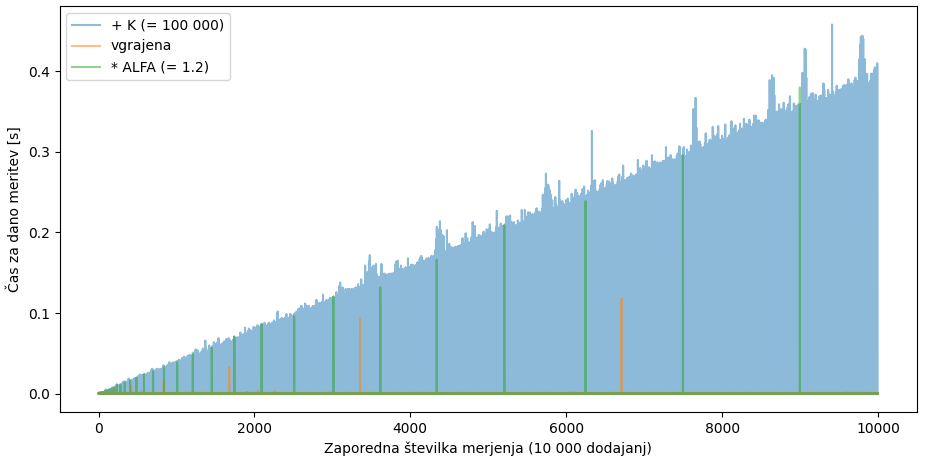 + K (= 100 000)
vgrajena
* ALFA (= 1.2)
Čas za dano meritev [s]
0.4
0.3
0.2
0.1
0.0
0
2000
4000
6000
8000
10000
Zaporedna številka merjenja (10 000 dodajanj)